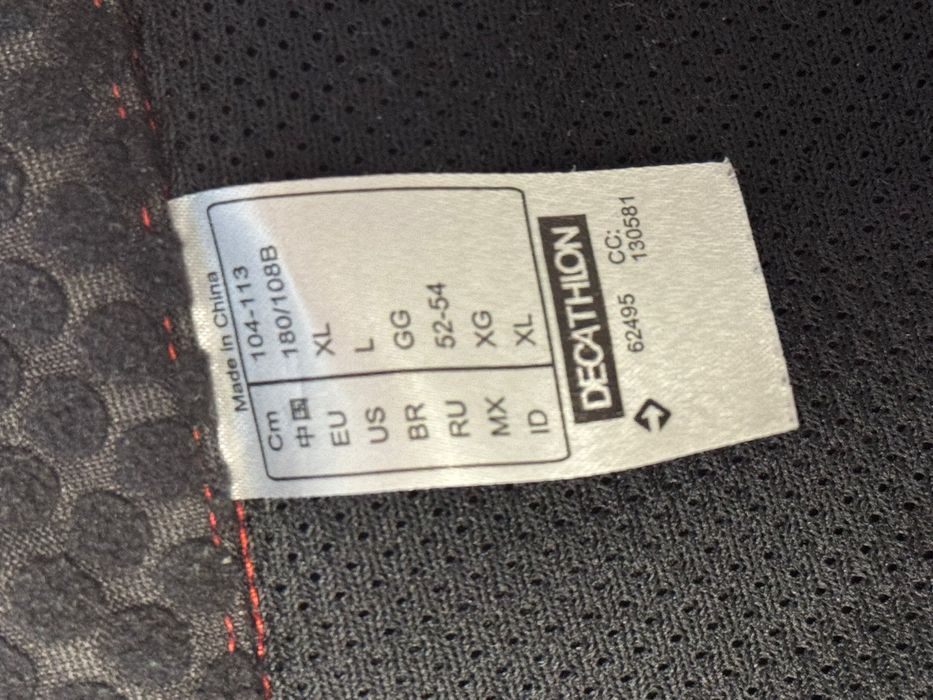 Made in China
Cm 104-113
中国 180/108B
EU XL
US L
BR GG
RU 52-54
MX XG
ID XL
DECATHLON
62495 CC:
130581